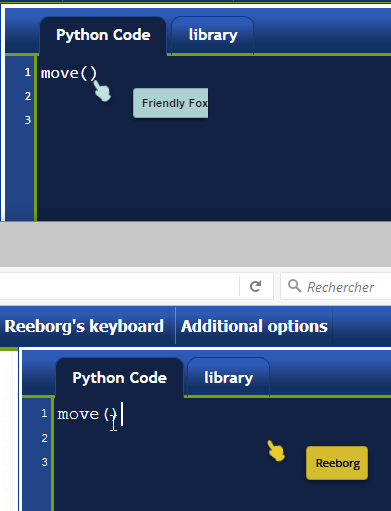 Python Code library
1 move()
2
Friendly Fox
3
Rechercher
Reeborg's keyboard Additional options
Python Code library
1 move()
2
3
Reeborg